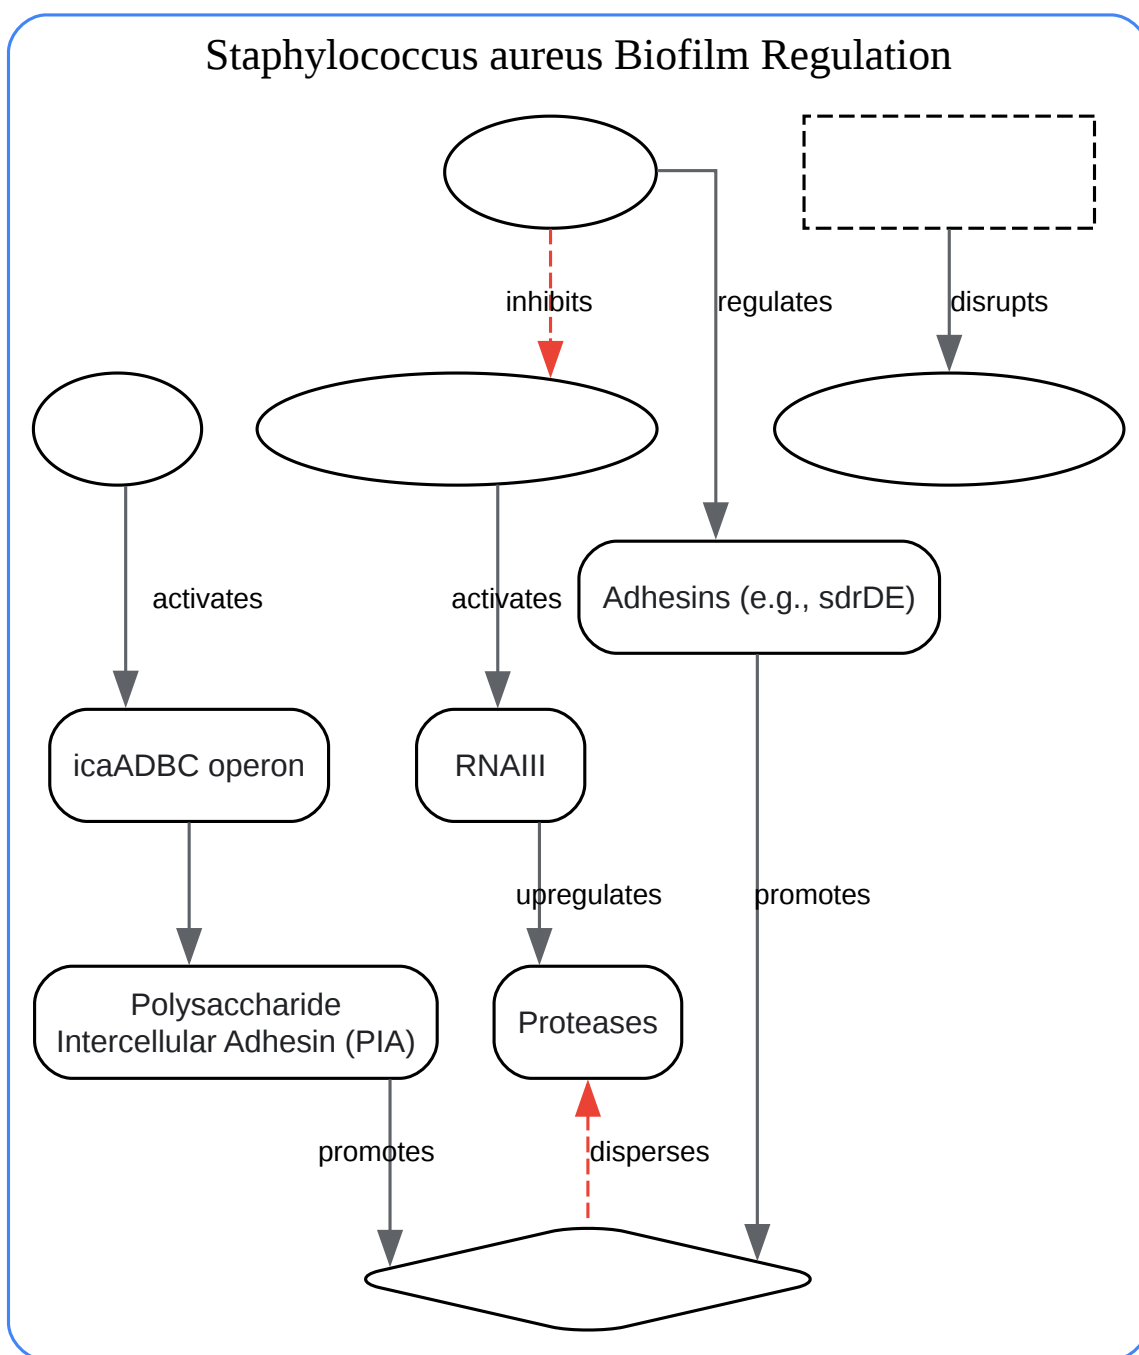 Staphylococcus aureus Biofilm Regulation
inhibits
regulates
disrupts
activates
activates
Adhesins (e.g., sdrDE)
icaADBC operon
RNAIII
upregulates
promotes
Polysaccharide
Intercellular Adhesin (PIA)
Proteases
promotes
disperses